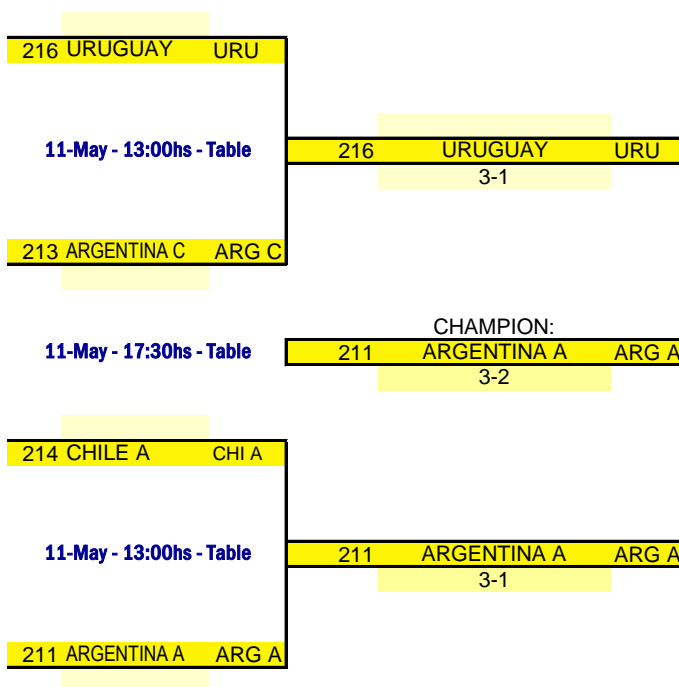 216 URUGUAY URU
11-May - 13:00hs - Table
216 URUGUAY URU
3-1
213 ARGENTINA C ARG C
CHAMPION:
11-May - 17:30hs - Table
211 ARGENTINA A ARG A
3-2
214 CHILE A CHI A
11-May - 13:00hs - Table
211 ARGENTINA A ARG A
3-1
211 ARGENTINA A ARG A